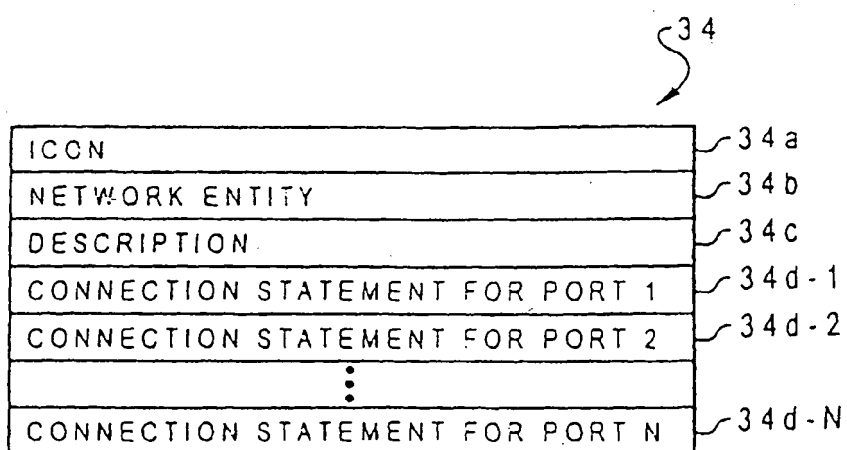 34
ICON 34a
NETWORK ENTITY 34b
DESCRIPTION 34c
CONNECTION STATEMENT FOR PORT 1 34d-1
CONNECTION STATEMENT FOR PORT 2 34d-2
CONNECTION STATEMENT FOR PORT N 34d-N